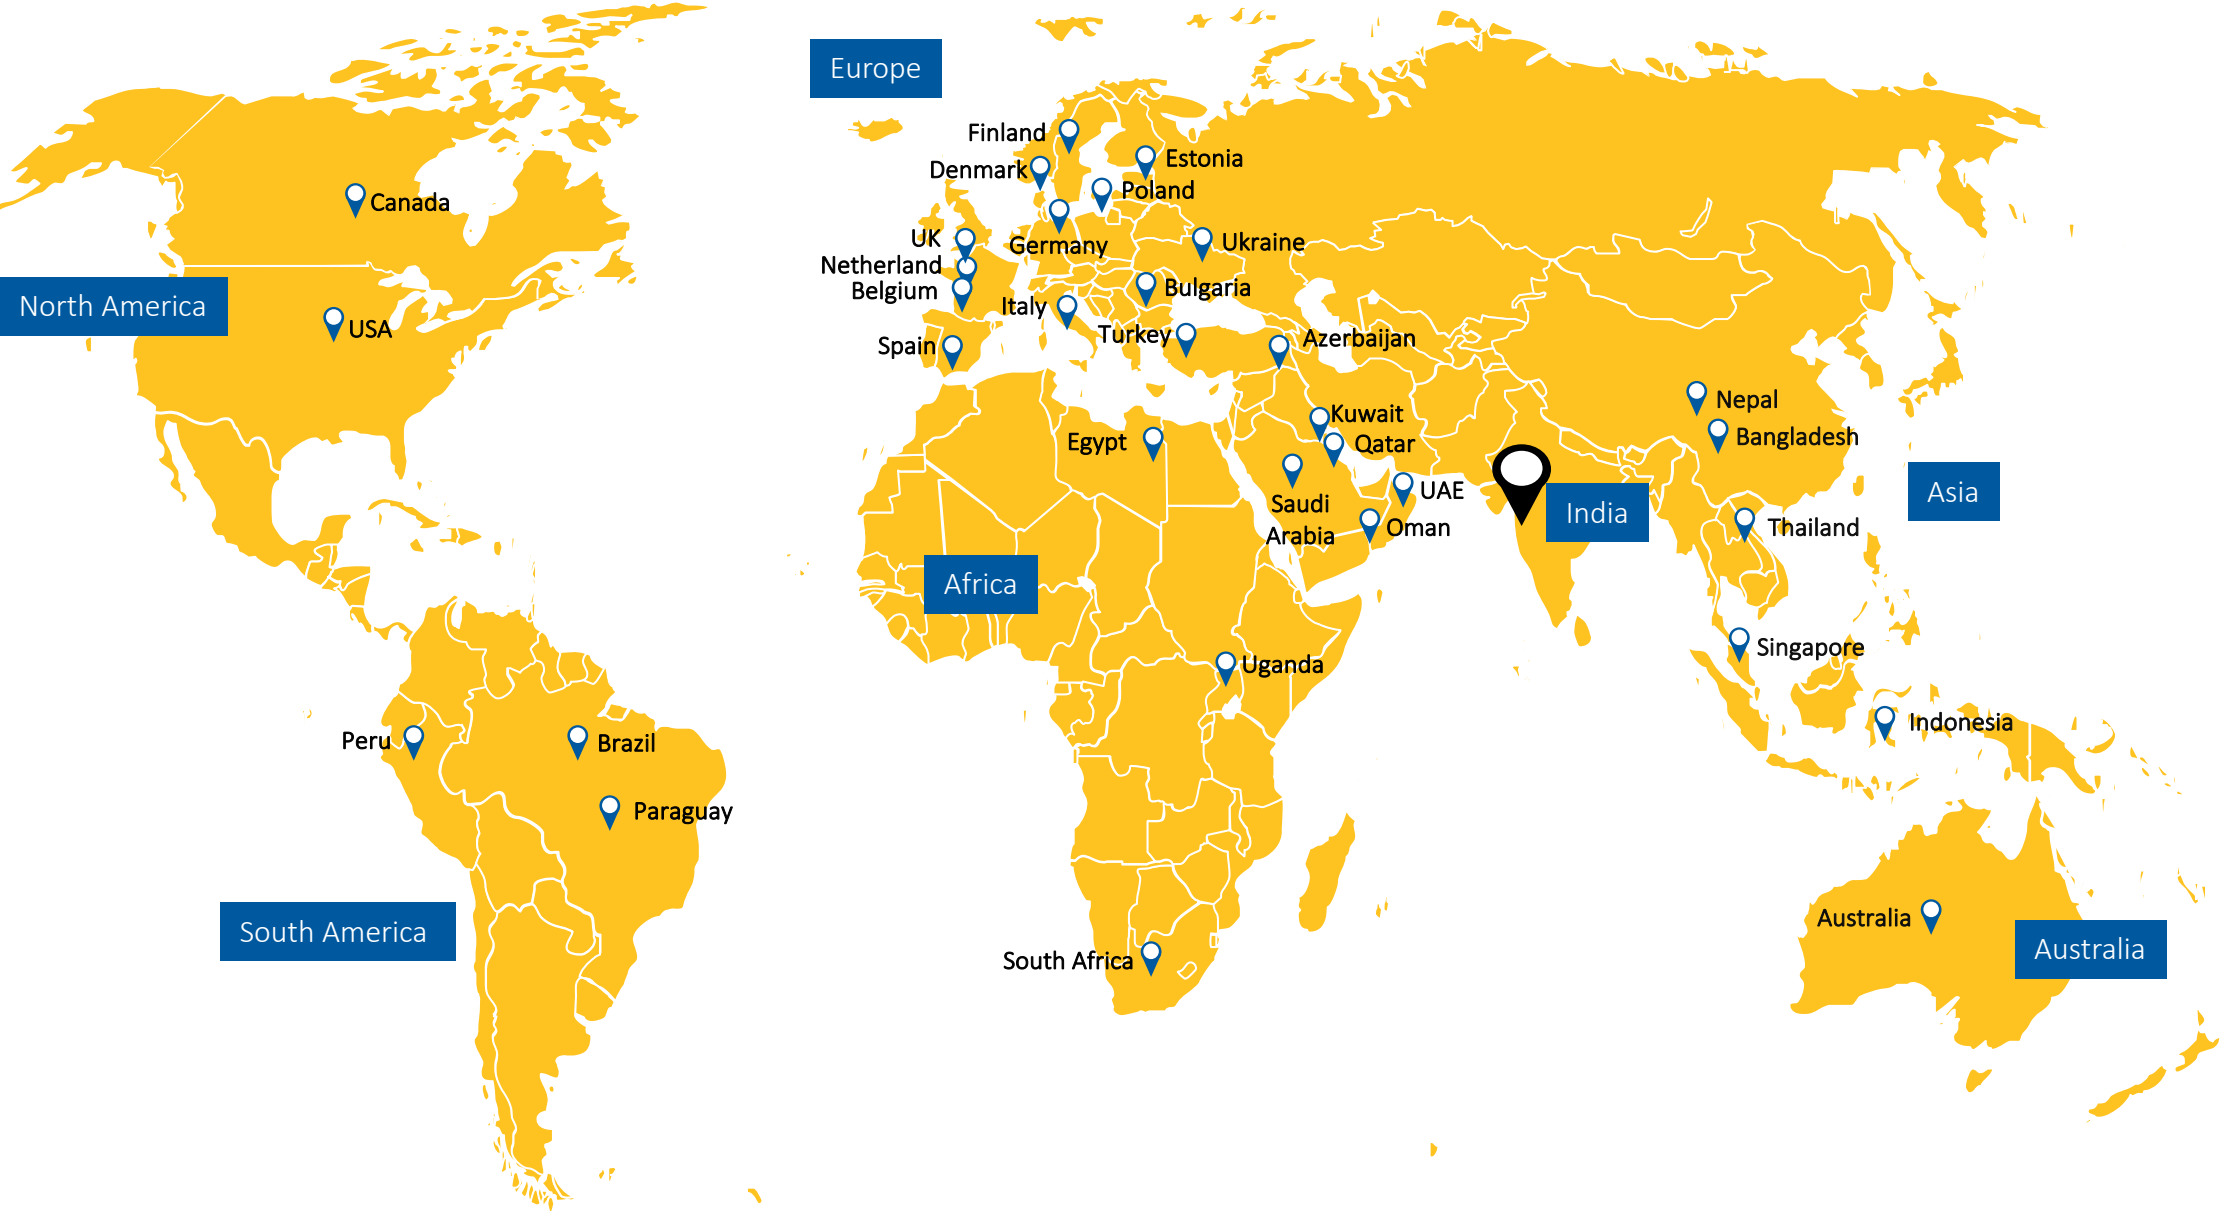 Europe
Finland
Denmark
Estonia
Poland
Canada
UK
Germany
Ukraine
Netherland
Belgium
Bulgaria
North America
Italy
USA
Turkey
Azerbaijan
Spain
Nepal
Kuwait
Bangladesh
Egypt
Qatar
UAE
Asia
Saudi
Arabia
India
Oman
Thailand
Africa
Singapore
Uganda
Indonesia
Peru
Brazil
Paraguay
Australia
South America
Australia
South Africa